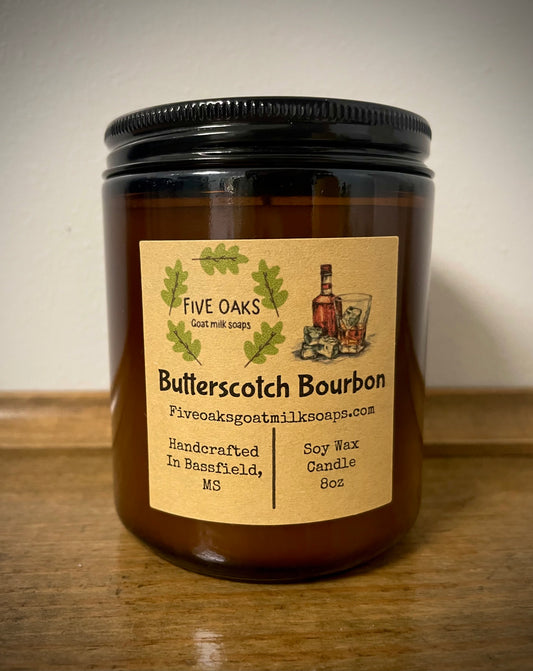 FIVE OAKS
Goat milk soaps
Butterscotch Bourbon
Fiveoaksgoatmilksoaps.com
Handcrafted
In Bassfield,
MS
Soy Wax
Candle
8oz